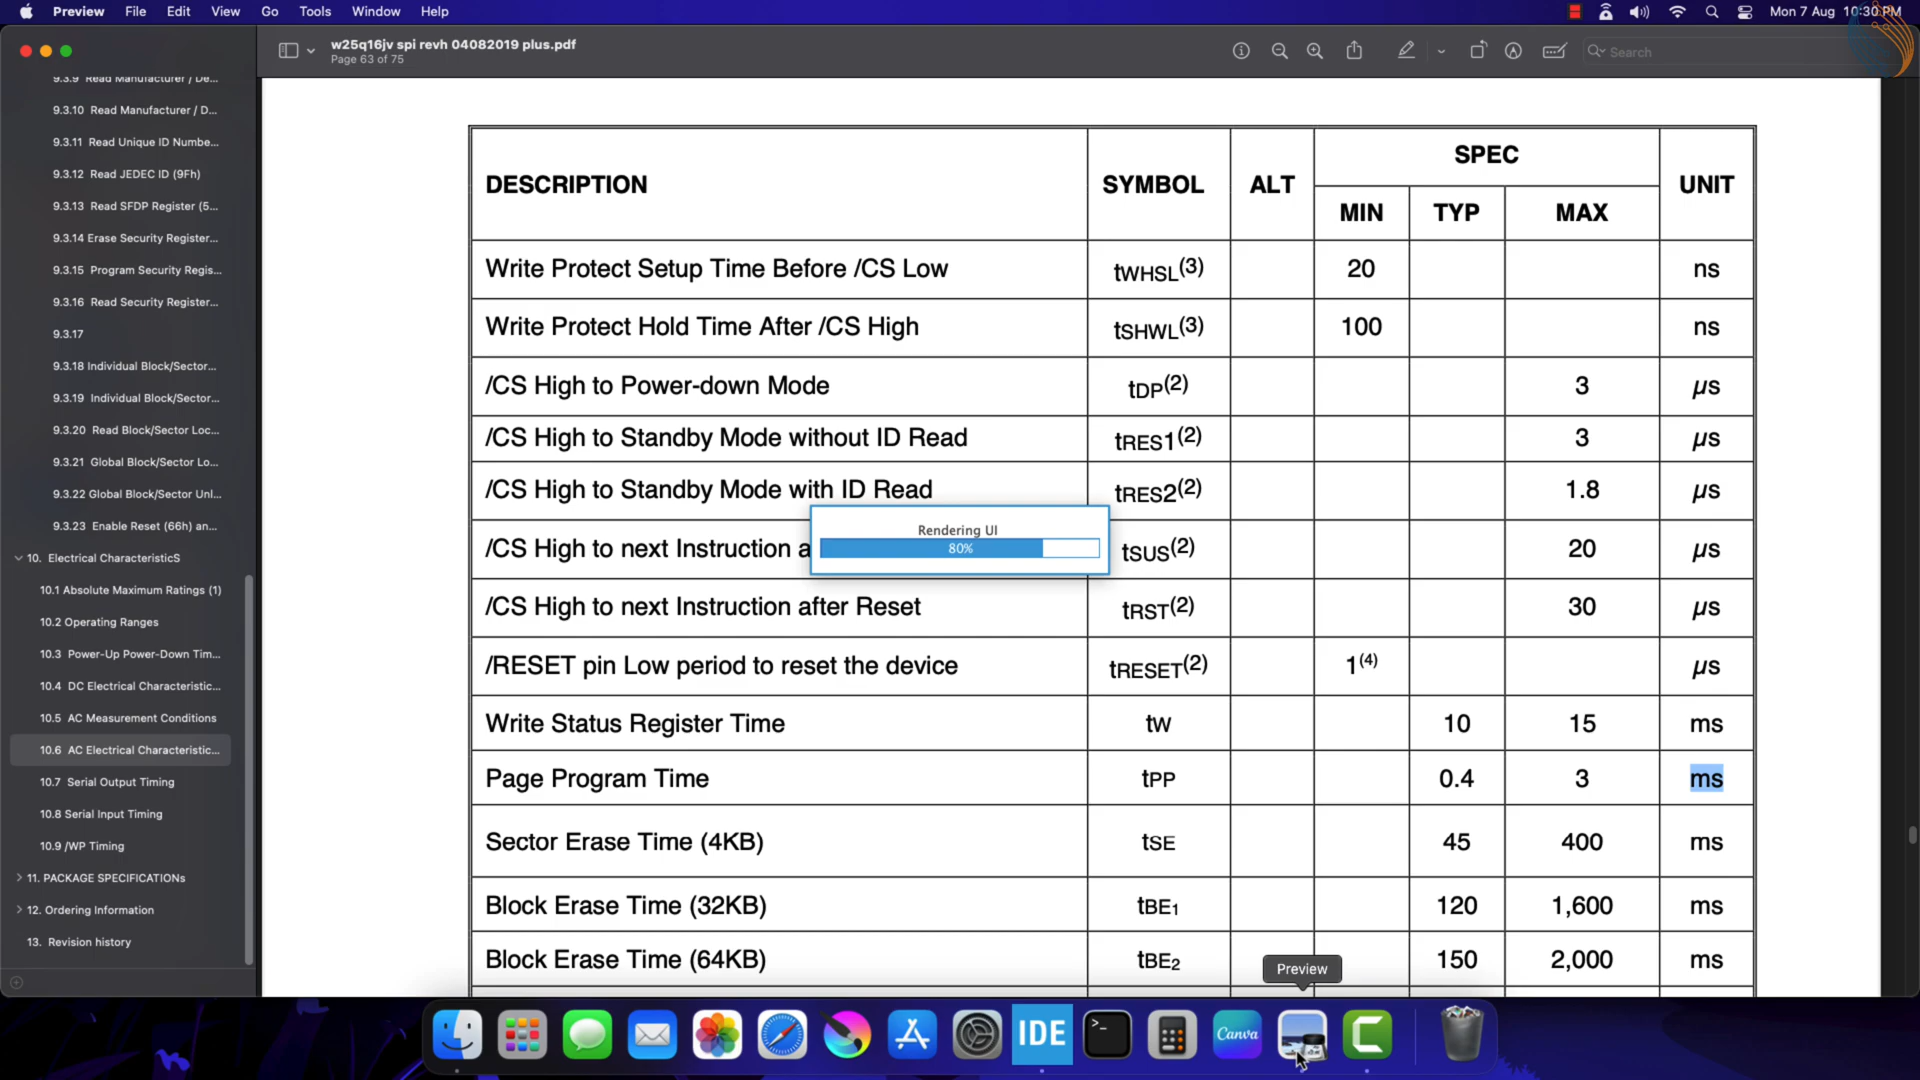 Preview File Edit View Go Tools Window Help
Mon 7 Aug 10:30 PM
w25q16jv spi revh 04082019 plus.pdf
Page 63 of 75
Search
9.3.9 Read Manufacturer / De...
9.3.10 Read Manufacturer / D...
9.3.11 Read Unique ID Numbe...
9.3.12 Read JEDEC ID (9Fh)
9.3.13 Read SFDP Register (5...
9.3.14 Erase Security Register...
9.3.15 Program Security Regis...
9.3.16 Read Security Register...
9.3.17
9.3.18 Individual Block/Sector...
9.3.19 Individual Block/Sector...
9.3.20 Read Block/Sector Loc...
9.3.21 Global Block/Sector Lo...
9.3.22 Global Block/Sector Unl...
9.3.23 Enable Reset (66h) an...
10. Electrical CharacteristicS
10.1 Absolute Maximum Ratings (1)
10.2 Operating Ranges
10.3 Power-Up Power-Down Tim...
10.4 DC Electrical Characteristic...
10.5 AC Measurement Conditions
10.6 AC Electrical Characteristic...
10.7 Serial Output Timing
10.8 Serial Input Timing
10.9 /WP Timing
11. PACKAGE SPECIFICATIONs
12. Ordering Information
13. Revision history
DESCRIPTION SYMBOL ALT SPEC UNIT
MIN TYP MAX
Write Protect Setup Time Before /CS Low tWHSL(3) 20 ns
Write Protect Hold Time After /CS High tSHWL(3) 100 ns
/CS High to Power-down Mode tDP(2) 3 µs
/CS High to Standby Mode without ID Read tRES1(2) 3 µs
/CS High to Standby Mode with ID Read tRES2(2) 1.8 µs
/CS High to next Instruction a tSUS(2) 20 µs
Rendering UI
80%
/CS High to next Instruction after Reset tRST(2) 30 µs
/RESET pin Low period to reset the device tRESET(2) 1(4) µs
Write Status Register Time tW 10 15 ms
Page Program Time tPP 0.4 3 ms
Sector Erase Time (4KB) tSE 45 400 ms
Block Erase Time (32KB) tBE1 120 1,600 ms
Block Erase Time (64KB) tBE2 150 2,000 ms
Preview
IDE
Canva